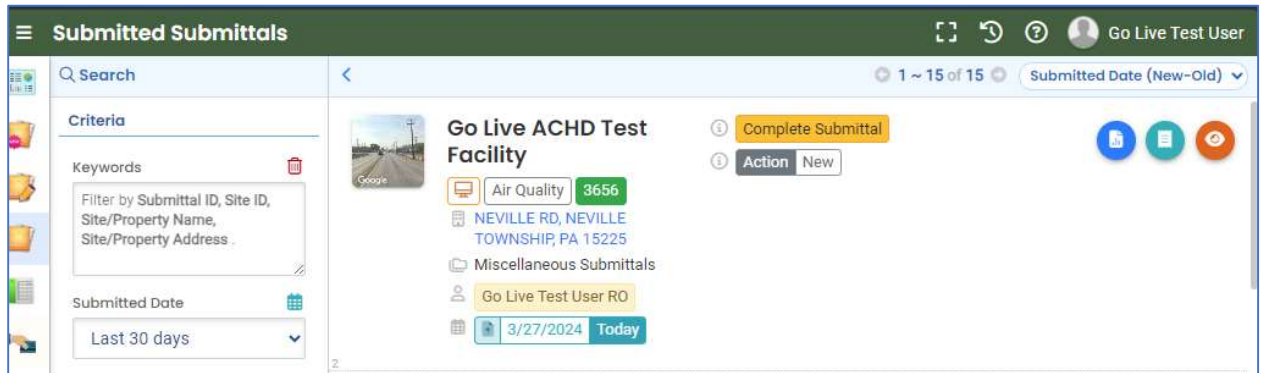 Submitted Submittals
Go Live Test User
Search
1 ~ 15 of 15
Submitted Date (New-Old)
Criteria
Keywords
Filter by Submittal ID, Site ID,
Site/Property Name,
Site/Property Address .
Submitted Date
Last 30 days
Google
Go Live ACHD Test
Facility
Air Quality 3656
NEVILLE RD, NEVILLE
TOWNSHIP, PA 15225
Miscellaneous Submittals
Go Live Test User RO
3/27/2024 Today
Complete Submittal
Action New
2